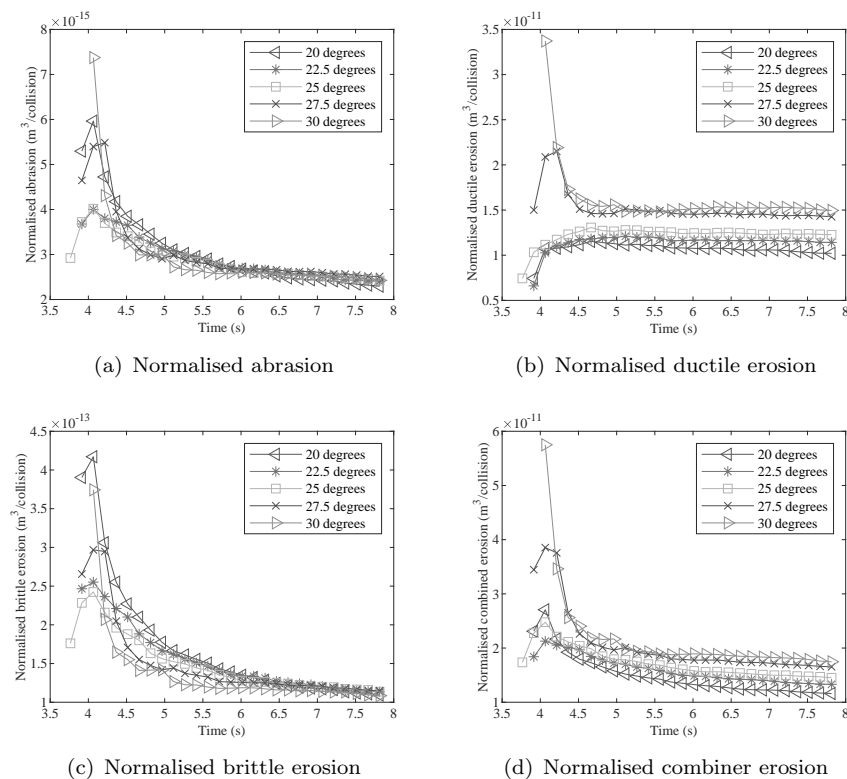 ×10-15
8
7
6
5
4
3
2
Normalised abrasion (m3/collision)
20 degrees
22.5 degrees
25 degrees
27.5 degrees
30 degrees
3.5 4 4.5 5 5.5 6 6.5 7 7.5 8
Time (s)
(a) Normalised abrasion
×10-11
3.5
3
2.5
2
1.5
1
0.5
Normalised ductile erosion (m3/collision)
20 degrees
22.5 degrees
25 degrees
27.5 degrees
30 degrees
3.5 4 4.5 5 5.5 6 6.5 7 7.5 8
Time (s)
(b) Normalised ductile erosion
×10-13
4.5
4
3.5
3
2.5
2
1.5
1
Normalised brittle erosion (m3/collision)
20 degrees
22.5 degrees
25 degrees
27.5 degrees
30 degrees
3.5 4 4.5 5 5.5 6 6.5 7 7.5 8
Time (s)
(c) Normalised brittle erosion
×10-11
6
5
4
3
2
1
Normalised combined erosion (m3/collision)
20 degrees
22.5 degrees
25 degrees
27.5 degrees
30 degrees
3.5 4 4.5 5 5.5 6 6.5 7 7.5 8
Time (s)
(d) Normalised combiner erosion